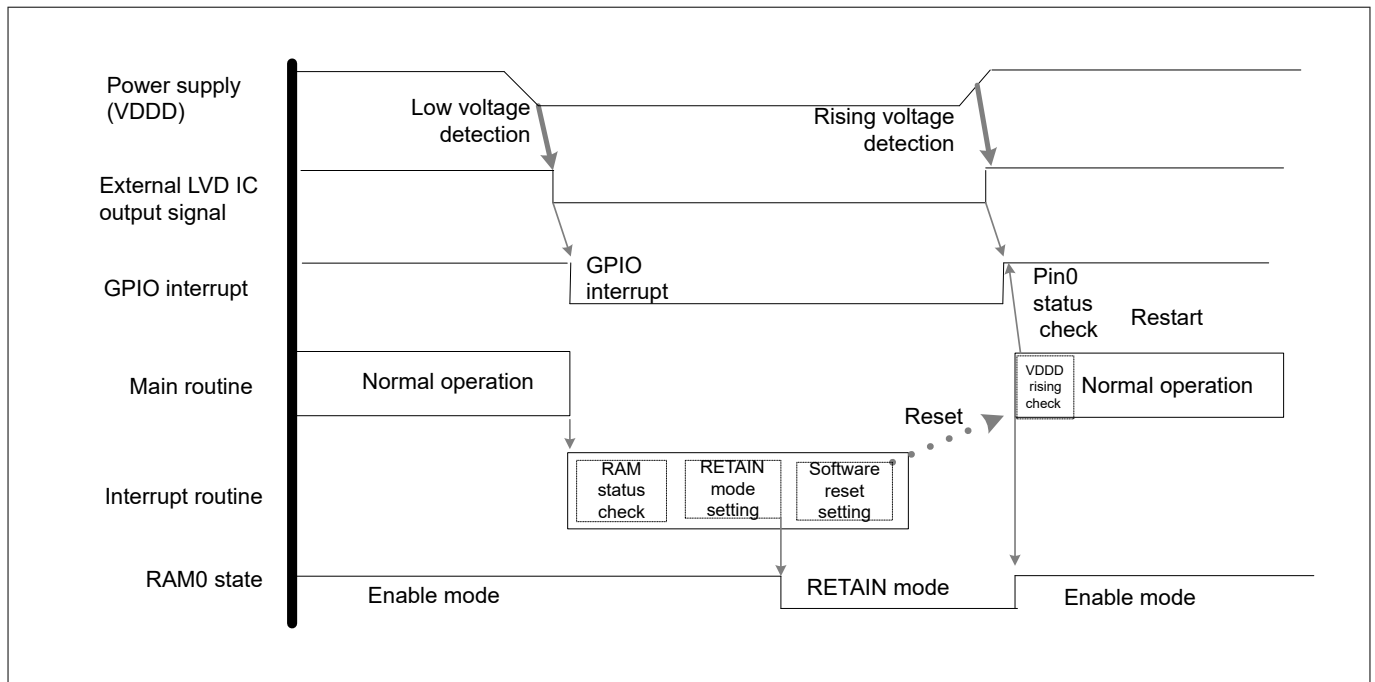 Power supply
(VDDD)
Low voltage
detection
Rising voltage
detection
External LVD IC
output signal
GPIO interrupt
GPIO
interrupt
Pin0
status
check
Restart
Main routine
Normal operation
VDDD
rising
check
Normal operation
Reset
Interrupt routine
RAM
status
check
RETAIN
mode
setting
Software
reset
setting
RAM0 state
Enable mode
RETAIN mode
Enable mode